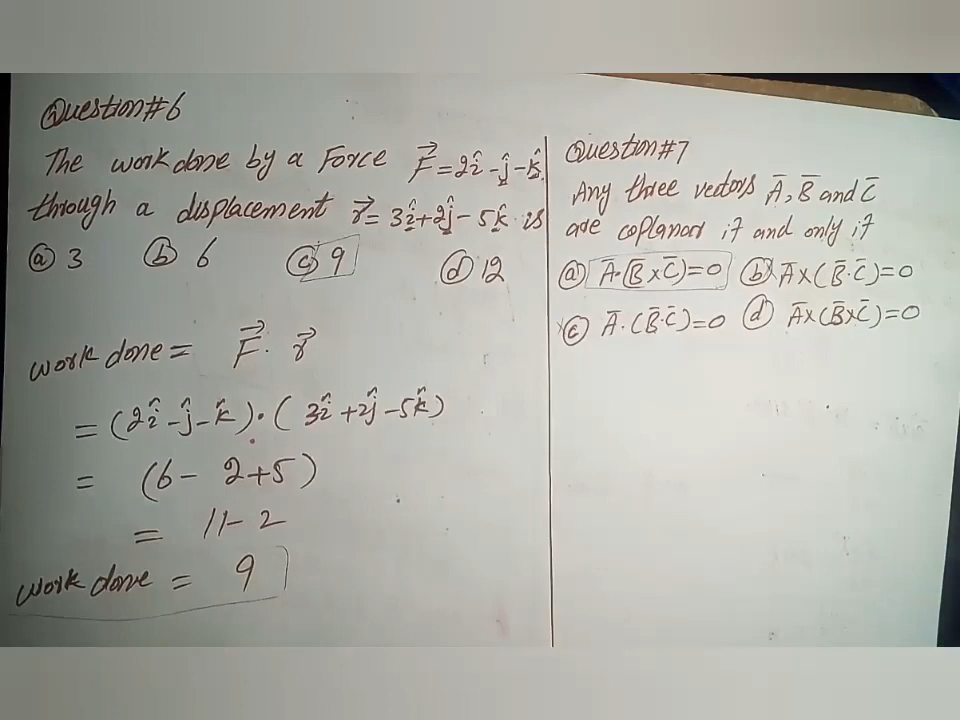 Question#6
The work done by a Force F⃗ = 2î - ĵ - k̂
through a displacement r⃗ = 3î + 2ĵ - 5k̂ is
ⓐ 3 ⓑ 6 ⓒ 9 ⓓ 12
work done = F⃗ . r⃗
= (2î - ĵ - k̂) • ( 3î + 2ĵ - 5k̂)
= (6 - 2+5)
= 11 - 2
work done = 9
Question#7
Any three vectors A̅, B̅ and C̅
are coplanar if and only if
ⓐ A̅.(B̅ × C̅)=0 ⓑ A̅×(B̅.C̅)=0
ⓒ A̅.(B̅.C̅)=0 ⓓ A̅×(B̅×C̅)=0